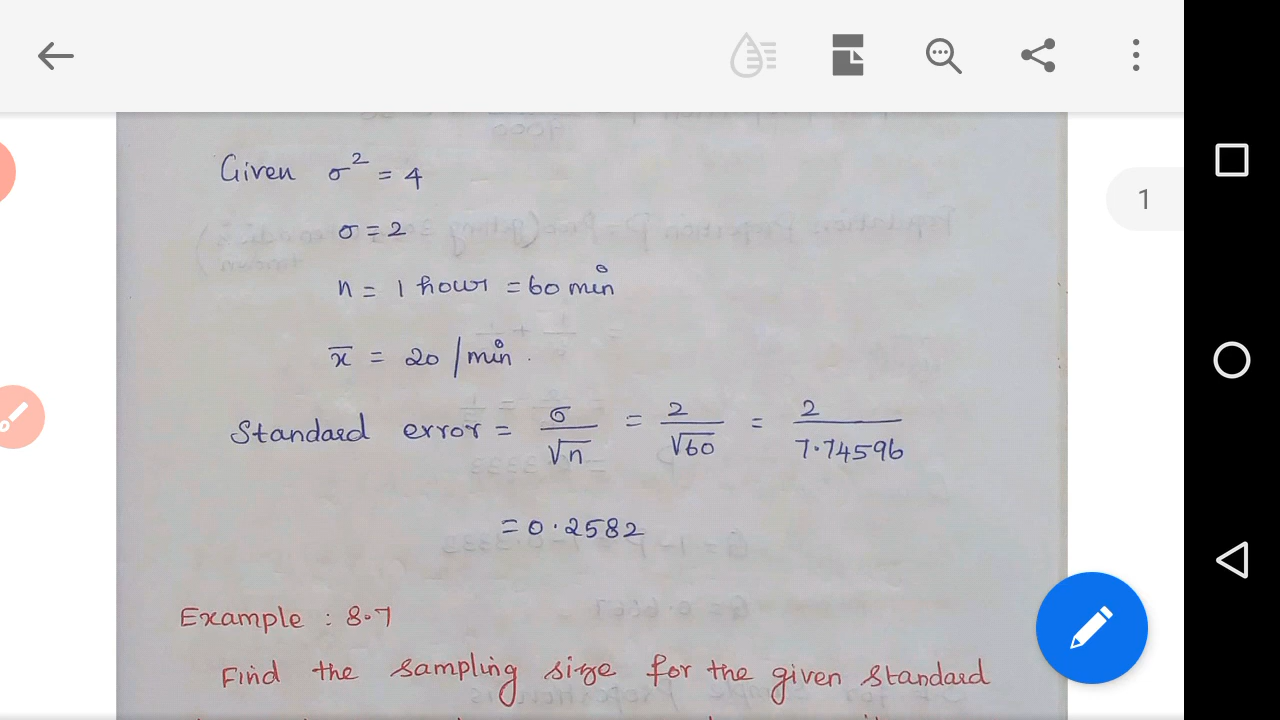 1
Given σ² = 4
σ = 2
n = 1 hour = 60 min
x̅ = 20 / min.
Standard error = σ/√n = 2/√60 = 2/7.74596
= 0.2582
Example : 8.7
Find the sampling size for the given standard